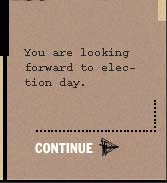 You are looking
forward to elec-
tion day.
CONTINUE